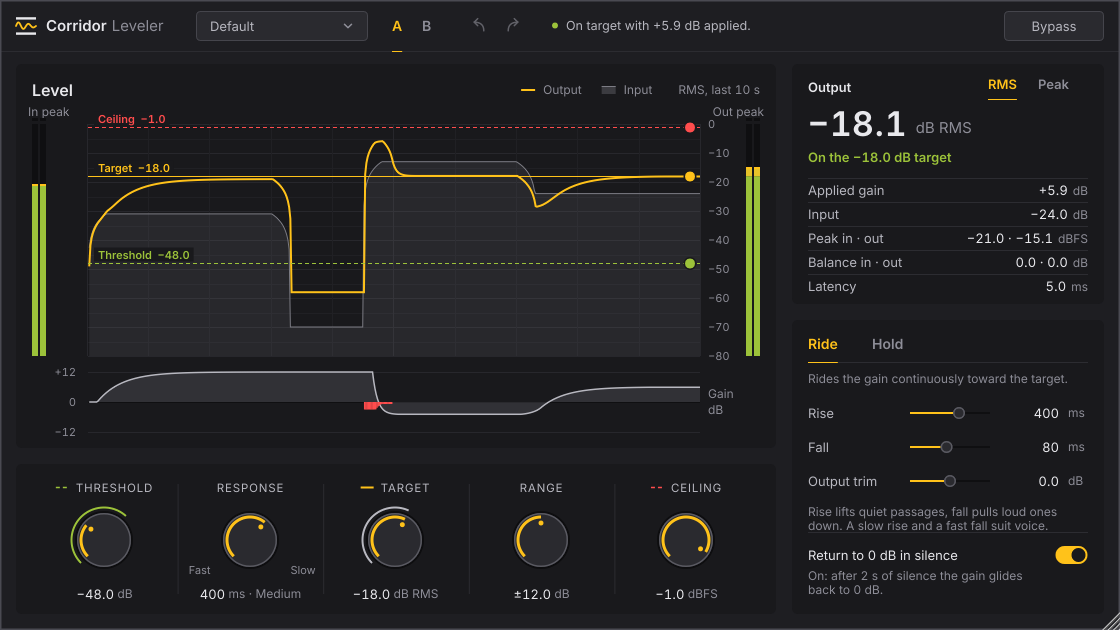 Corridor Leveler
Default
A B
On target with +5.9 dB applied.
Bypass
Level
Output Input RMS, last 10 s
In peak
Out peak
Ceiling −1.0
Target −18.0
Threshold −48.0
0
−10
−20
−30
−40
−50
−60
−70
−80
+12
0
−12
Gain
dB
THRESHOLD
−48.0 dB
RESPONSE
Fast Slow
400 ms · Medium
TARGET
−18.0 dB RMS
RANGE
±12.0 dB
CEILING
−1.0 dBFS
Output RMS Peak
−18.1 dB RMS
On the −18.0 dB target
Applied gain +5.9 dB
Input −24.0 dB
Peak in · out −21.0 · −15.1 dBFS
Balance in · out 0.0 · 0.0 dB
Latency 5.0 ms
Ride Hold
Rides the gain continuously toward the target.
Rise 400 ms
Fall 80 ms
Output trim 0.0 dB
Rise lifts quiet passages, fall pulls loud ones
down. A slow rise and a fast fall suit voice.
Return to 0 dB in silence
On: after 2 s of silence the gain glides
back to 0 dB.